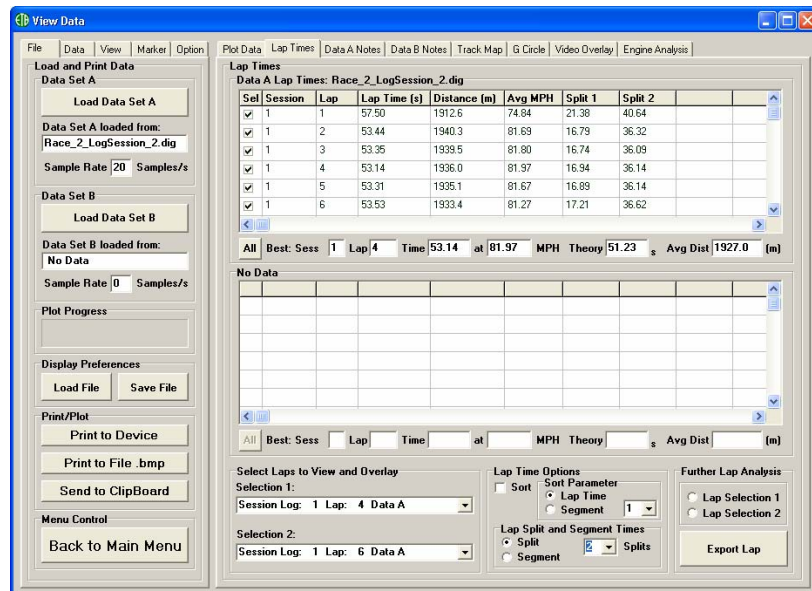 View Data
File Data View Marker Option
Load and Print Data
Data Set A
Load Data Set A
Data Set A loaded from:
Race_2_LogSession_2.dig
Sample Rate 20 Samples/s
Data Set B
Load Data Set B
Data Set B loaded from:
No Data
Sample Rate 0 Samples/s
Plot Progress
Display Preferences
Load File Save File
Print/Plot
Print to Device
Print to File .bmp
Send to ClipBoard
Menu Control
Back to Main Menu
Plot Data Lap Times Data A Notes Data B Notes Track Map G Circle Video Overlay Engine Analysis
Lap Times
Data A Lap Times: Race_2_LogSession_2.dig
Sel Session Lap Lap Time (s) Distance (m) Avg MPH Split 1 Split 2
1 1 57.50 1912.6 74.84 21.38 40.64
1 2 53.44 1940.3 81.69 16.79 36.32
1 3 53.35 1939.5 81.80 16.74 36.09
1 4 53.14 1936.0 81.97 16.94 36.14
1 5 53.31 1935.1 81.67 16.89 36.14
1 6 53.53 1933.4 81.27 17.21 36.62
All Best: Sess 1 Lap 4 Time 53.14 at 81.97 MPH Theory 51.23 s Avg Dist 1927.0 (m)
No Data
All Best: Sess Lap Time at MPH Theory s Avg Dist (m)
Select Laps to View and Overlay
Selection 1:
Session Log: 1 Lap: 4 Data A
Selection 2:
Session Log: 1 Lap: 6 Data A
Lap Time Options
Sort Sort Parameter
Lap Time
Segment 1
Lap Split and Segment Times
Split 2 Splits
Segment
Further Lap Analysis
Lap Selection 1
Lap Selection 2
Export Lap